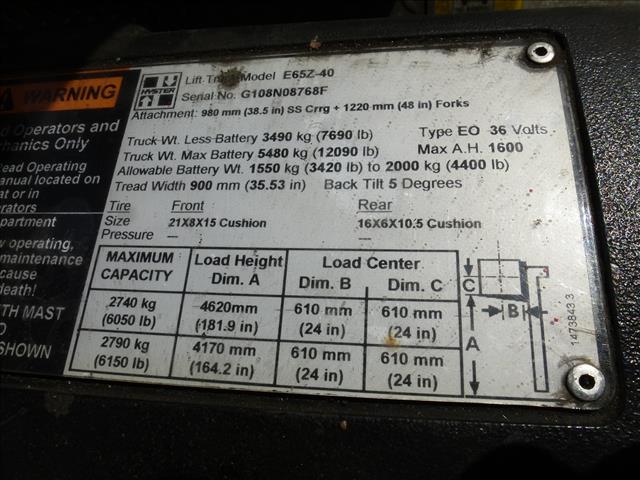 WARNING
d Operators and
chanics Only
ead Operating
anual located on
at or in
erators
partment
w operating,
maintenance
cause
death!
TH MAST
D
SHOWN
HYSTER
Lift Truck Model E65Z-40
Serial No. G108N08768F
Attachment: 980 mm (38.5 in) SS Crrg + 1220 mm (48 in) Forks
Truck Wt. Less Battery 3490 kg (7690 lb) Type EO 36 Volts
Truck Wt. Max Battery 5480 kg (12090 lb) Max A.H. 1600
Allowable Battery Wt. 1550 kg (3420 lb) to 2000 kg (4400 lb)
Tread Width 900 mm (35.53 in) Back Tilt 5 Degrees
Tire Front Rear
Size 21X8X15 Cushion 16X6X10.5 Cushion
Pressure — —
MAXIMUM CAPACITY Load Height Dim. A Load Center Dim. B Dim. C
2740 kg (6050 lb) 4620mm (181.9 in) 610 mm (24 in) 610 mm (24 in)
2790 kg (6150 lb) 4170 mm (164.2 in) 610 mm (24 in) 610 mm (24 in)
C
B
A
1473843.3